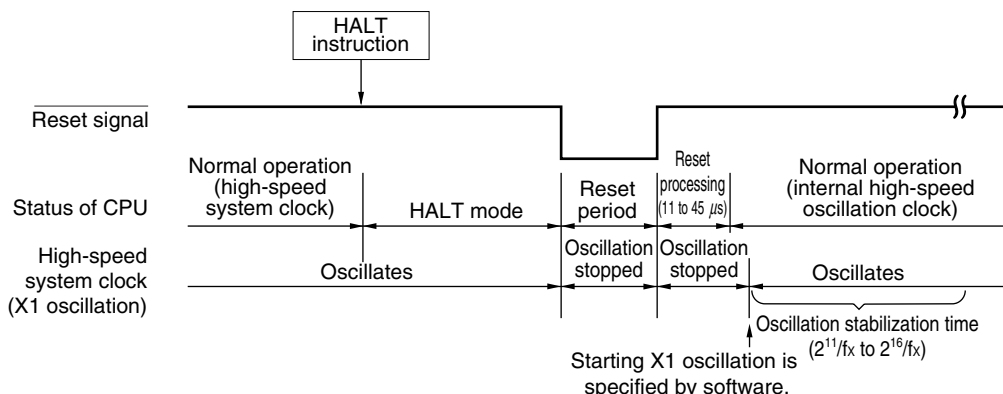 HALT
instruction
Reset signal
Normal operation
(high-speed
system clock)
Reset
processing
(11 to 45 μs)
Normal operation
(internal high-speed
oscillation clock)
Status of CPU
HALT mode
Reset
period
High-speed
system clock
(X1 oscillation)
Oscillates
Oscillation
stopped
Oscillation
stopped
Oscillates
Oscillation stabilization time
(2¹¹/fx to 2¹⁶/fx)
Starting X1 oscillation is
specified by software.